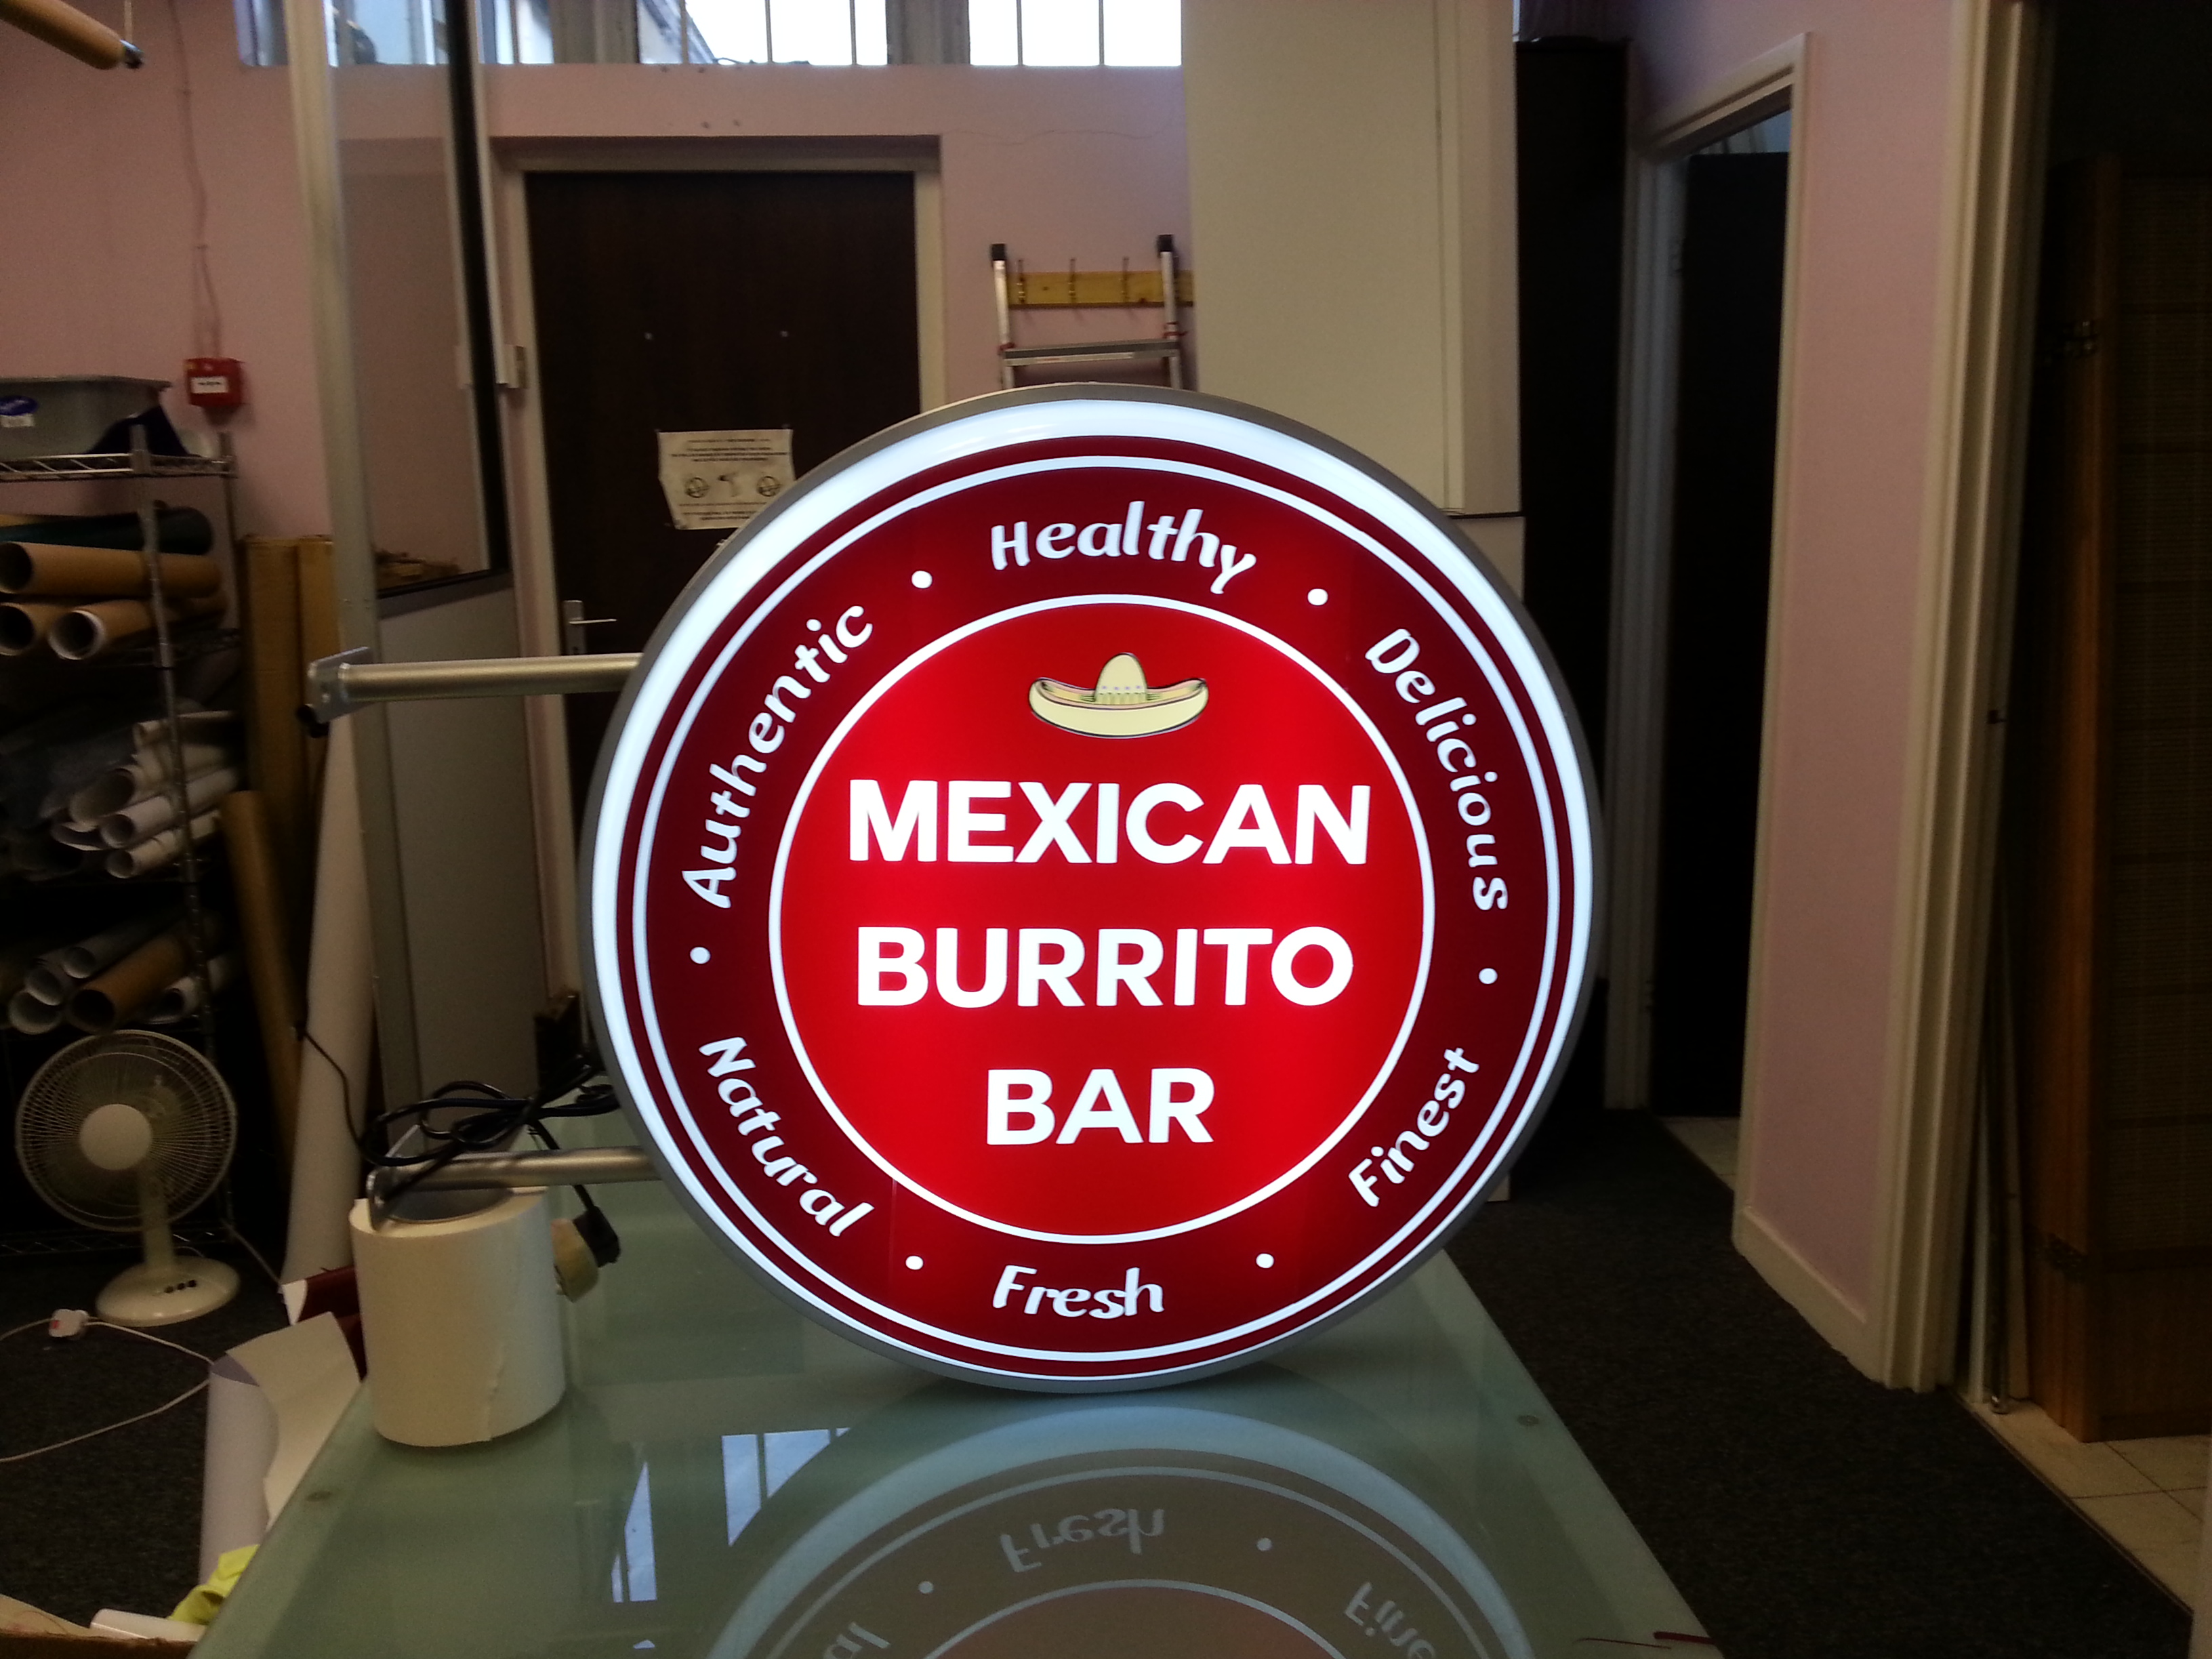 Healthy
Delicious
Finest
Fresh
Natural
Authentic
MEXICAN
BURRITO
BAR